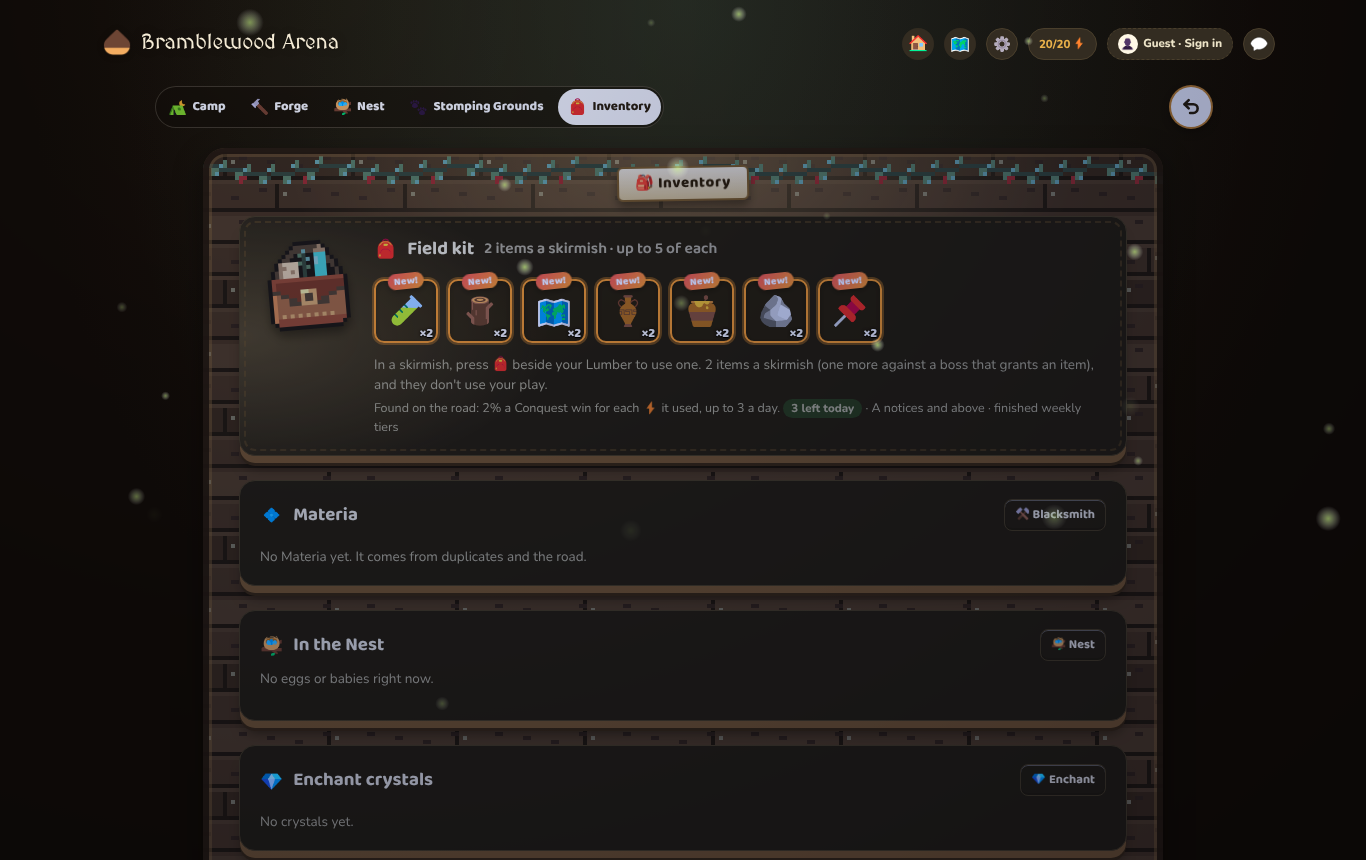 Bramblewood Arena
20/20
Guest · Sign in
Camp
Forge
Nest
Stomping Grounds
Inventory
Inventory
Field kit 2 items a skirmish · up to 5 of each
New! New! New! New! New! New! New!
×2 ×2 ×2 ×2 ×2 ×2 ×2
In a skirmish, press beside your Lumber to use one. 2 items a skirmish (one more against a boss that grants an item),
and they don't use your play.
Found on the road: 2% a Conquest win for each it used, up to 3 a day. 3 left today · A notices and above · finished weekly
tiers
Materia
Blacksmith
No Materia yet. It comes from duplicates and the road.
In the Nest
Nest
No eggs or babies right now.
Enchant crystals
Enchant
No crystals yet.